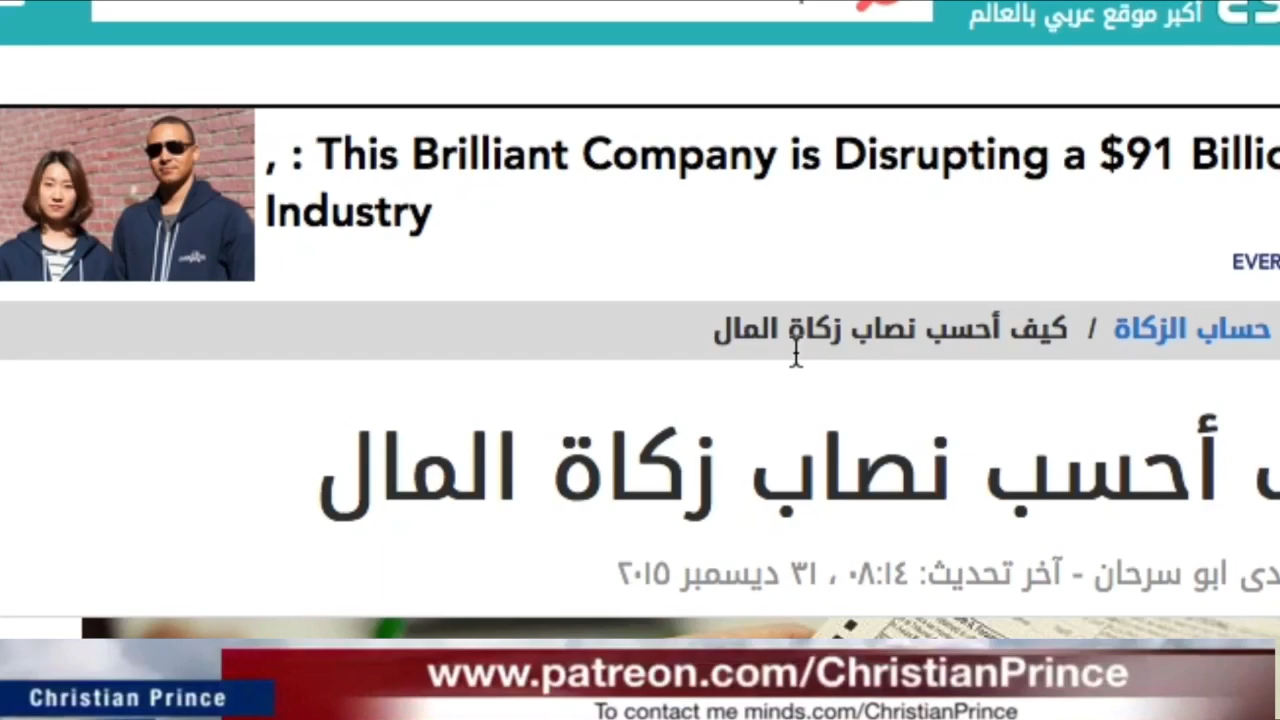 أكبر موقع عربي بالعالم
, : This Brilliant Company is Disrupting a $91
Industry
حساب الزكاة / كيف أحسب نصاب زكاة المال
أحسب نصاب زكاة المال
ابو سرحان - آخر تحديث: ٠٨:١٤ ، ٣١ ديسمبر ٢٠١٥
www.patreon.com/ChristianPrince
Christian Prince
To contact me minds.com/ChristianPrince